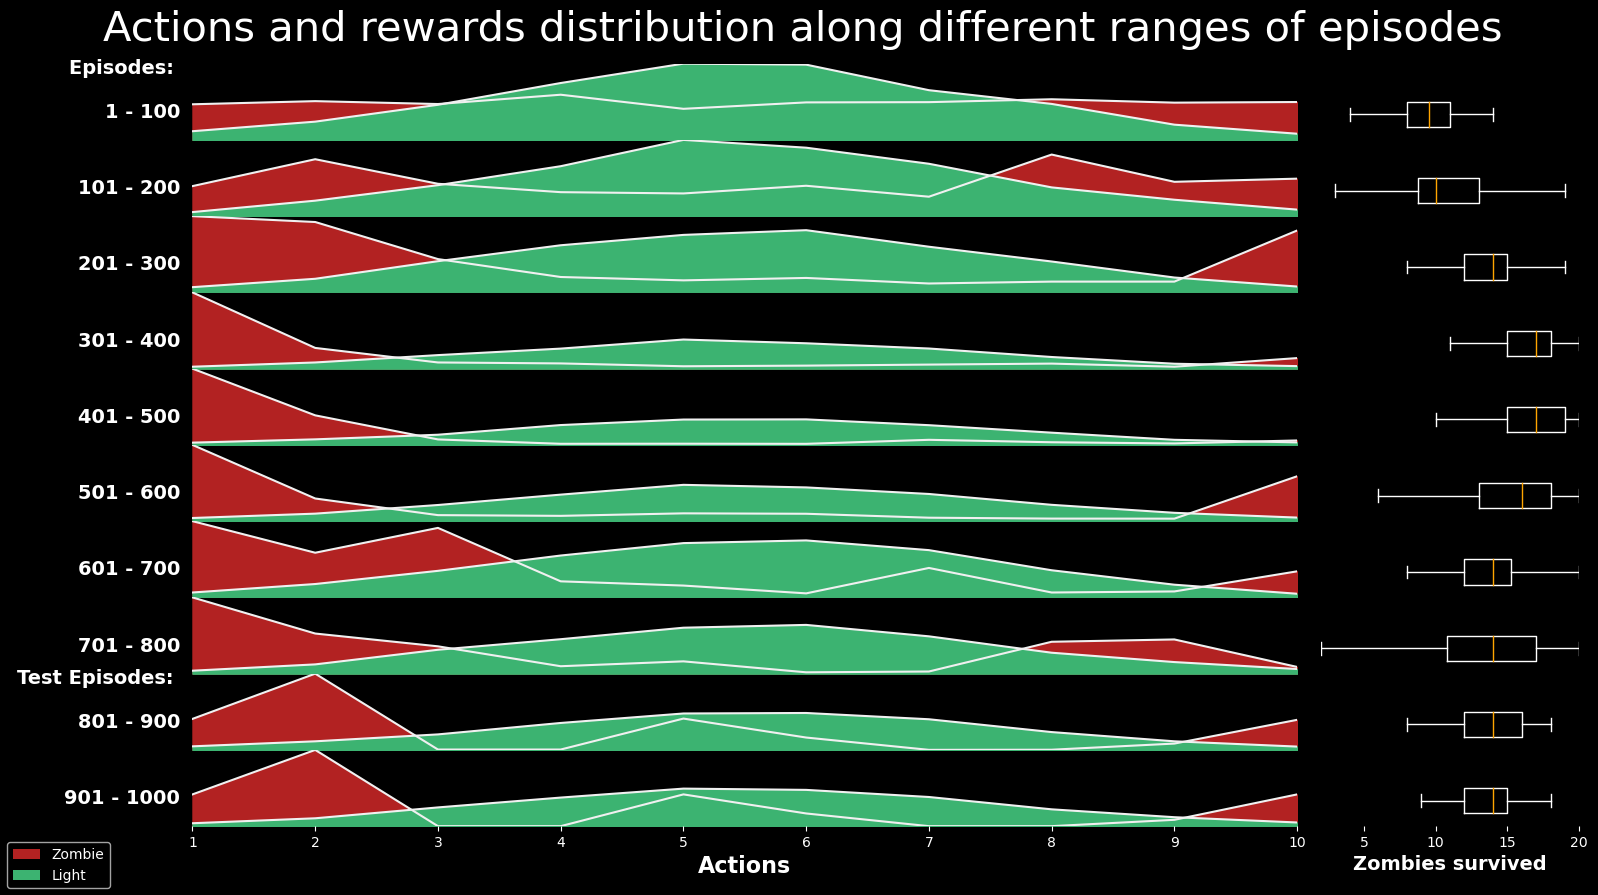 Actions and rewards distribution along different ranges of episodes
Episodes:
1 - 100
101 - 200
201 - 300
301 - 400
401 - 500
501 - 600
601 - 700
701 - 800
Test Episodes:
801 - 900
901 - 1000
1 2 3 4 5 6 7 8 9 10
5 10 15 20
Actions
Zombies survived
Zombie
Light